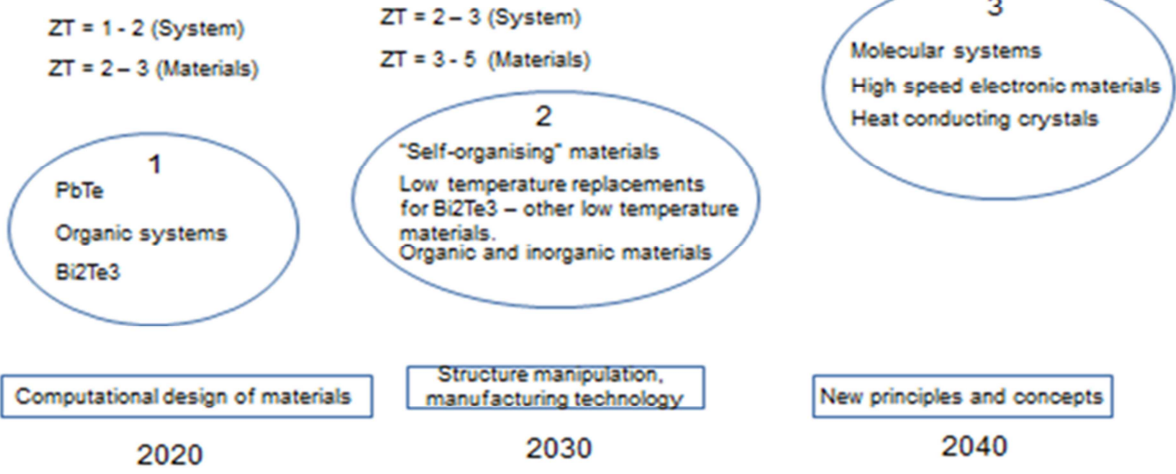 ZT = 1 - 2 (System)
ZT = 2 – 3 (Materials)
1
PbTe
Organic systems
Bi2Te3
Computational design of materials
2020
ZT = 2 – 3 (System)
ZT = 3 - 5 (Materials)
2
"Self-organising" materials
Low temperature replacements
for Bi2Te3 – other low temperature
materials.
Organic and inorganic materials
Structure manipulation,
manufacturing technology
2030
3
Molecular systems
High speed electronic materials
Heat conducting crystals
New principles and concepts
2040